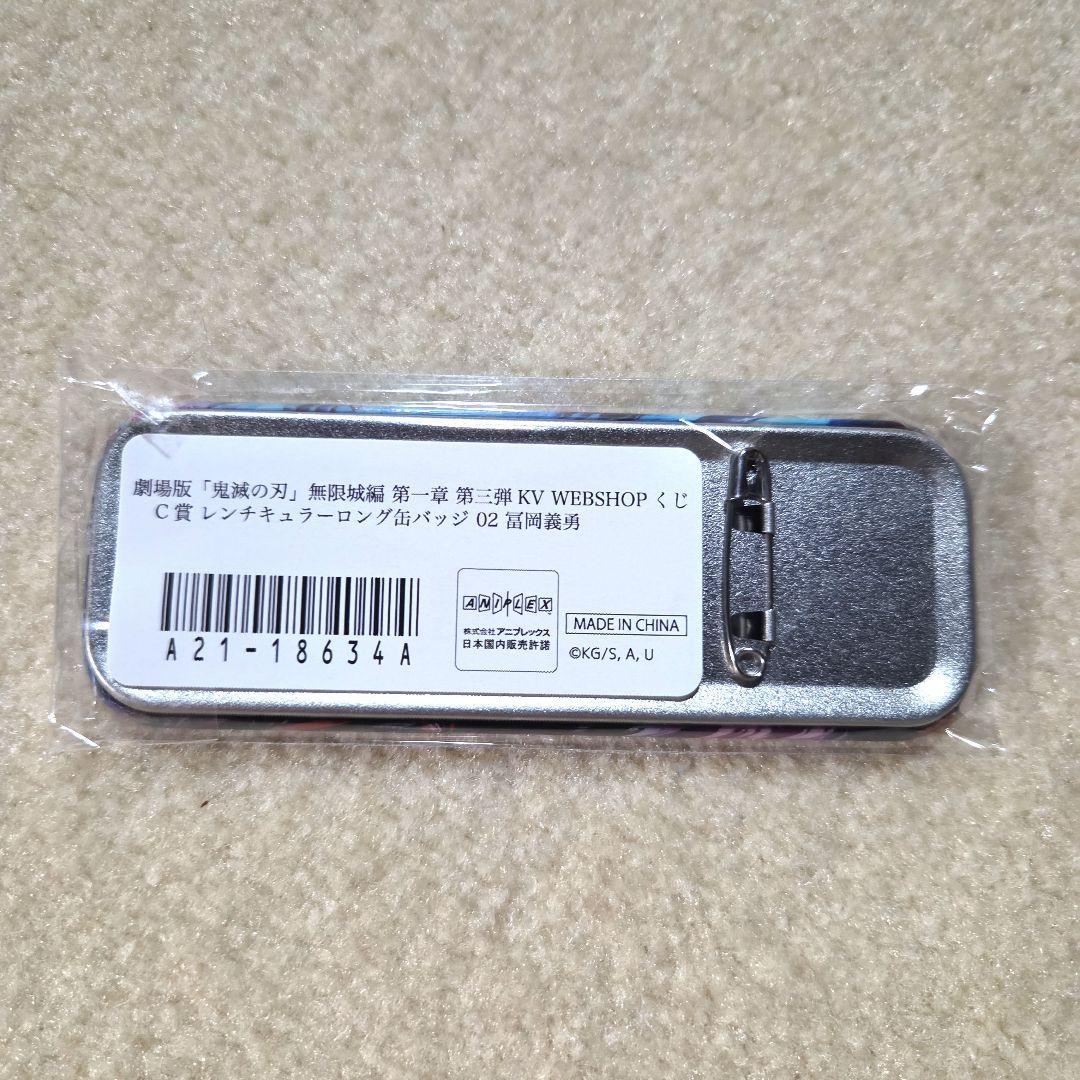 劇場版「鬼滅の刃」無限城編 第一章 第三弾 KV WEBSHOP くじ
C賞 レンチキュラーロング缶バッジ 02 冨岡義勇
A21-18634A
ANIPLEX
株式会社 アニプレックス
日本国内販売許諾
MADE IN CHINA
©KG/S, A, U